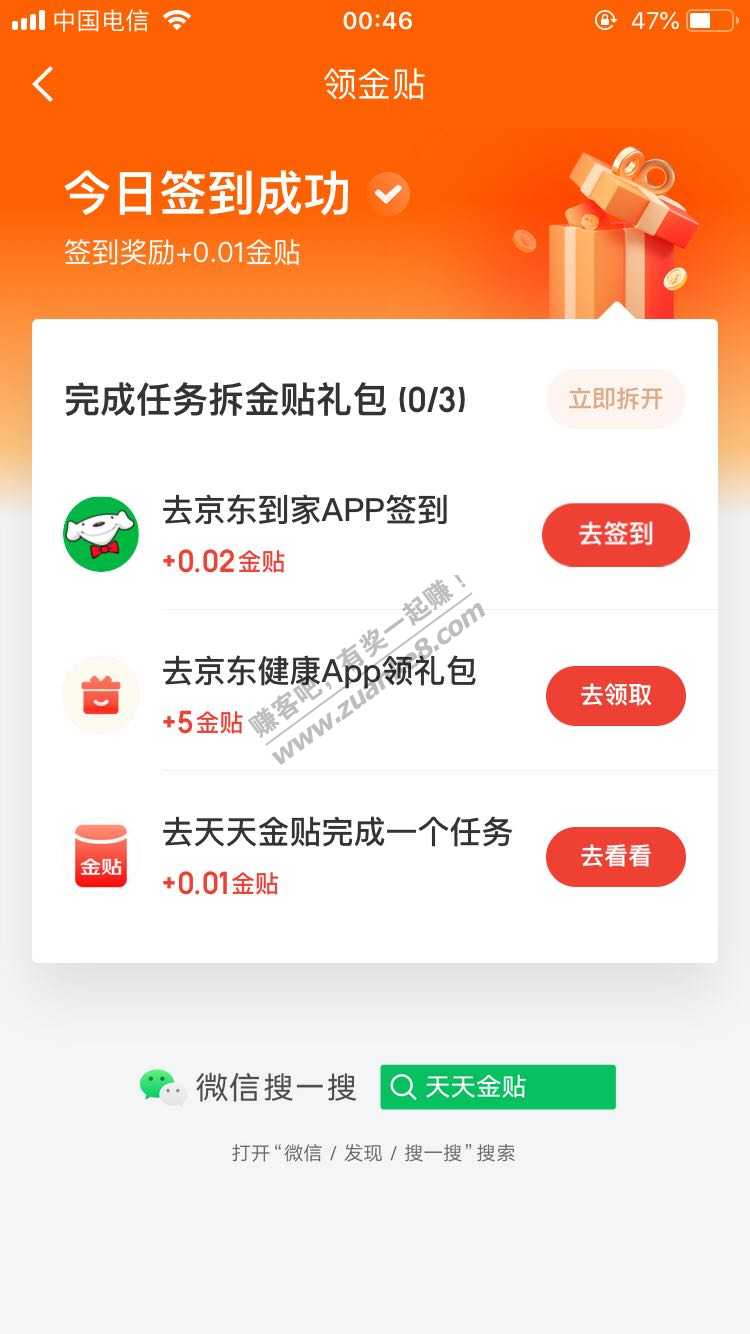 中国电信 00:46 47%
领金贴
今日签到成功
签到奖励+0.01金贴
完成任务拆金贴礼包 (0/3) 立即拆开
去京东到家APP签到
+0.02金贴
去签到
去京东健康App领礼包
+5金贴
去领取
赚客吧，有奖一起赚！
www.zuanke8.com
去天天金贴完成一个任务
+0.01金贴
金贴
去看看
微信搜一搜 天天金贴
打开“微信 / 发现 / 搜一搜”搜索